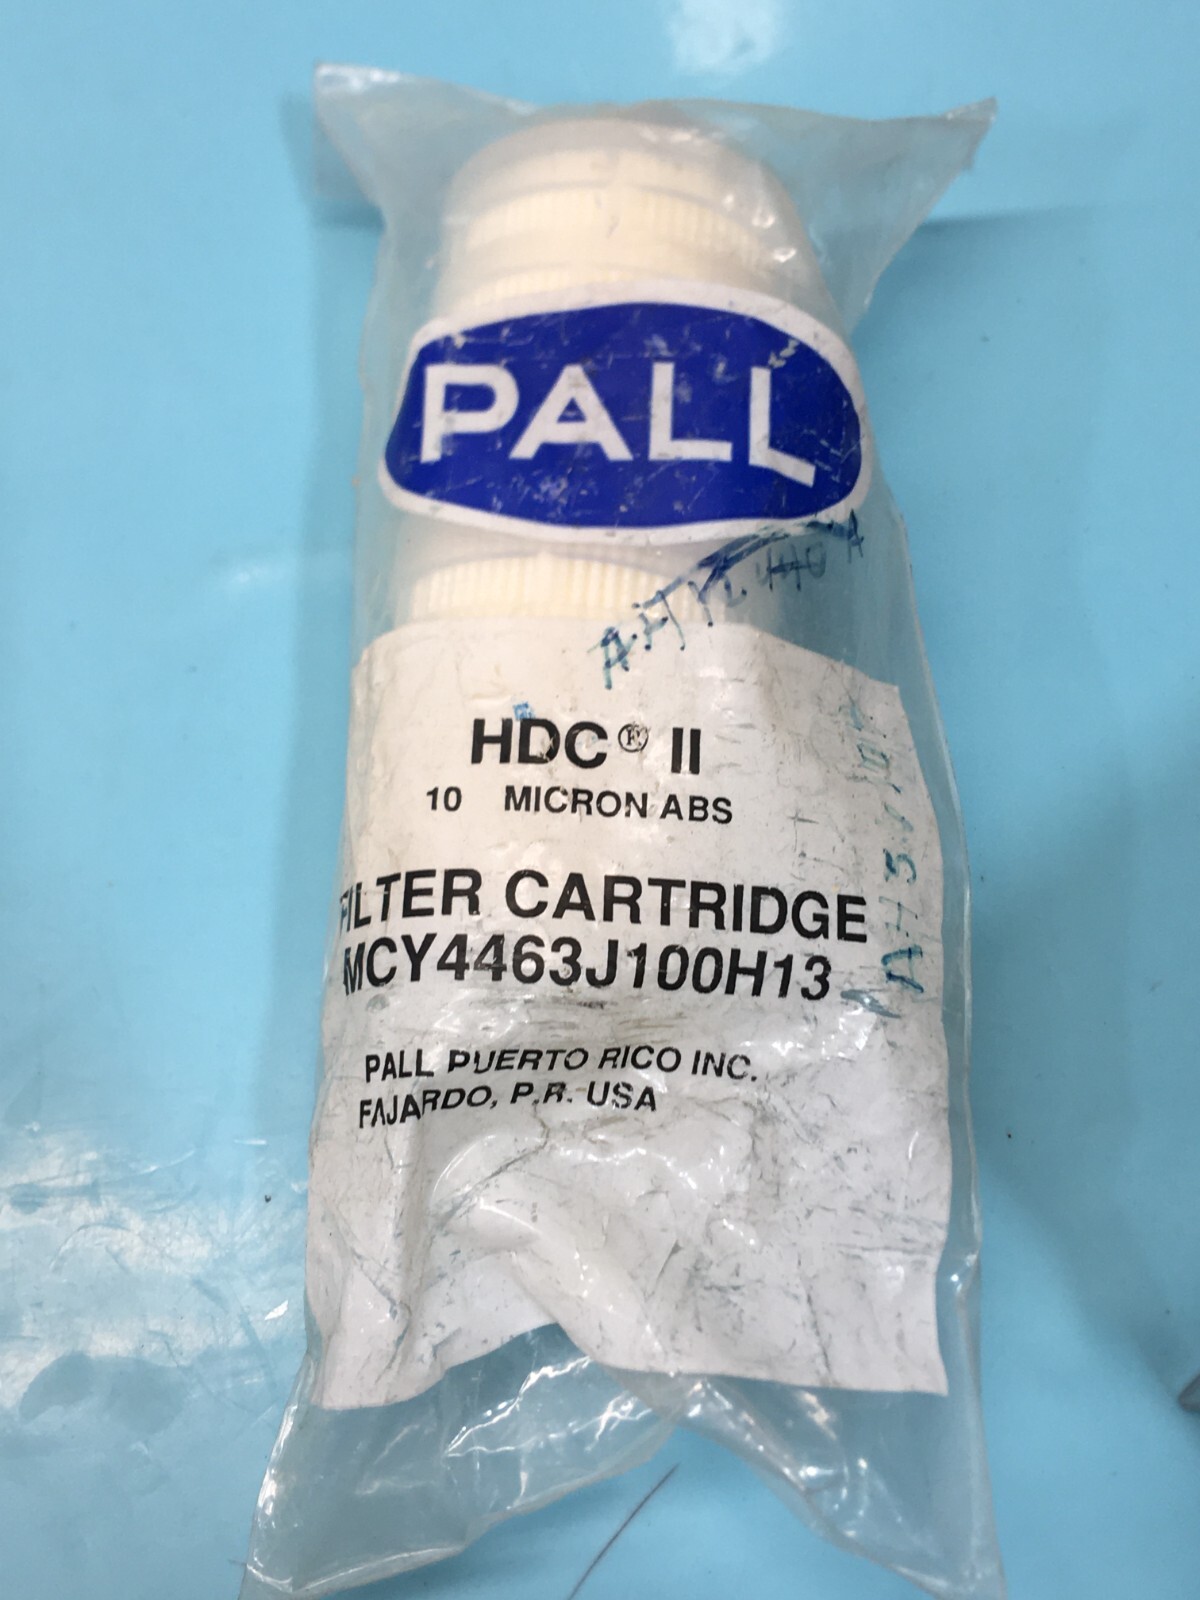 PALL
HDC® II
10 MICRON ABS
FILTER CARTRIDGE
MCY4463J100H13
PALL PUERTO RICO INC.
FAJARDO, P.R. USA